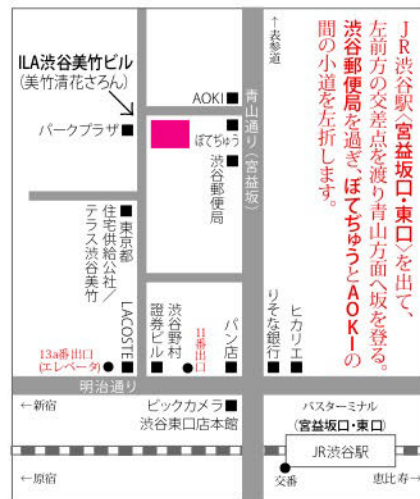 JR渋谷駅〈宮益坂口・東口〉を出て、
左前方の交差点を渡り青山方面へ坂を登る。
渋谷郵便局を過ぎ、ぼてぢゅうとAOKIの
間の小道を左折します。
↑表参道
青山通り(宮益坂)
ILA渋谷美竹ビル
(美竹清花さろん)
パークプラザ
AOKI
ぼてぢゅう
渋谷郵便局
東京都
住宅供給公社/
テラス渋谷美竹
LACOSTE
渋谷野村
證券ビル
11番出口
パン店
りそな銀行
ヒカリエ
13a番出口
(エレベータ)
明治通り
←新宿
ビックカメラ
渋谷東口店本館
バスターミナル
(宮益坂口・東口)
JR渋谷駅
←原宿
交番
恵比寿→